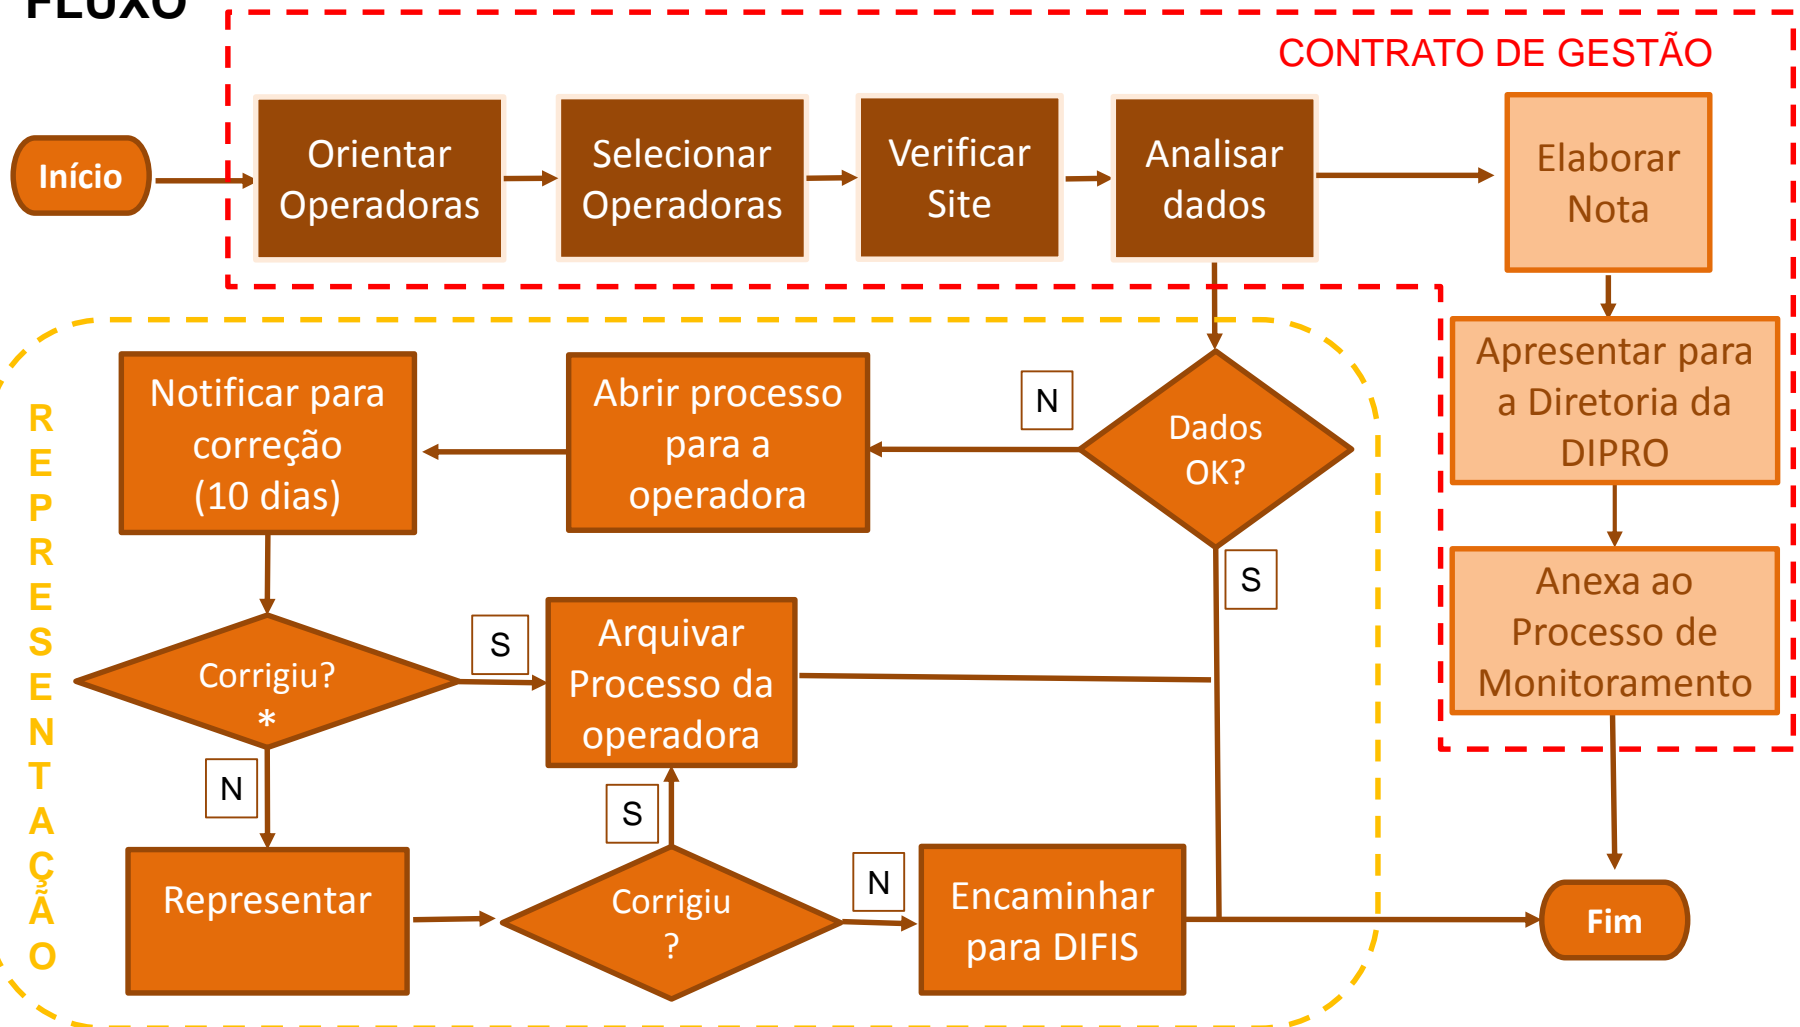 FLUXO
CONTRATO DE GESTÃO
Início
Orientar
Operadoras
Selecionar
Operadoras
Verificar
Site
Analisar
dados
Elaborar
Nota
Apresentar para
a Diretoria da
DIPRO
Anexa ao
Processo de
Monitoramento
REPRESENTAÇÃO
Notificar para
correção
(10 dias)
Abrir processo
para a
operadora
N
Dados
OK?
S
Corrigiu?
*
S
Arquivar
Processo da
operadora
N
S
Representar
Corrigiu
?
N
Encaminhar
para DIFIS
Fim